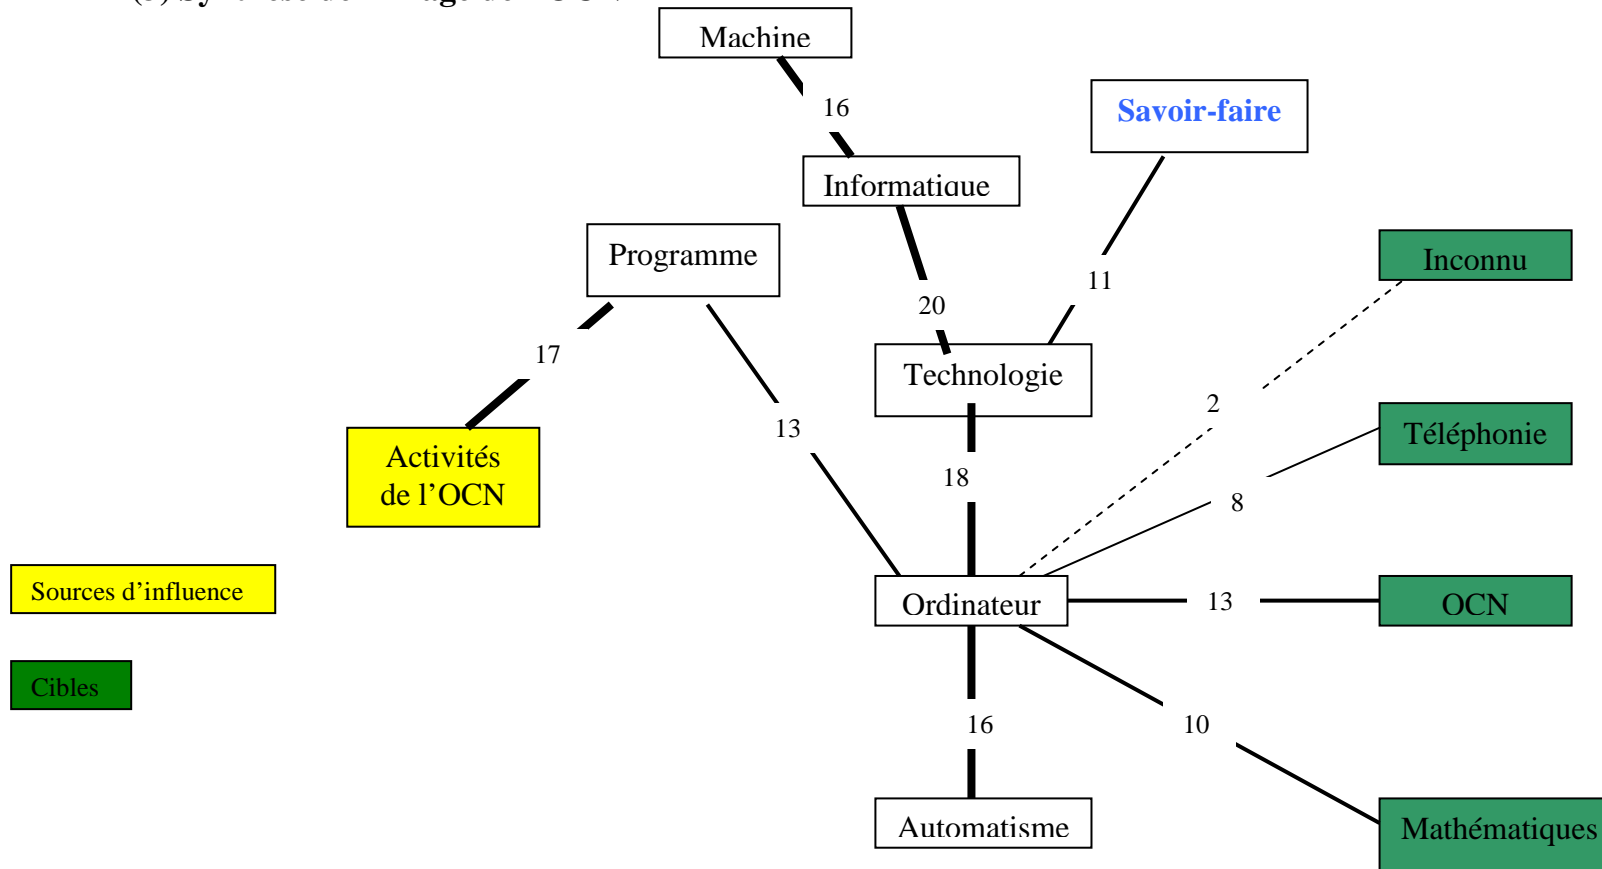 Machine
16
Savoir-faire
Informatique
Programme
Inconnu
11
20
17
Technologie
2
Téléphonie
13
Activités
de l’OCN
18
8
Sources d’influence
Ordinateur
13
OCN
Cibles
16
10
Automatisme
Mathématiques